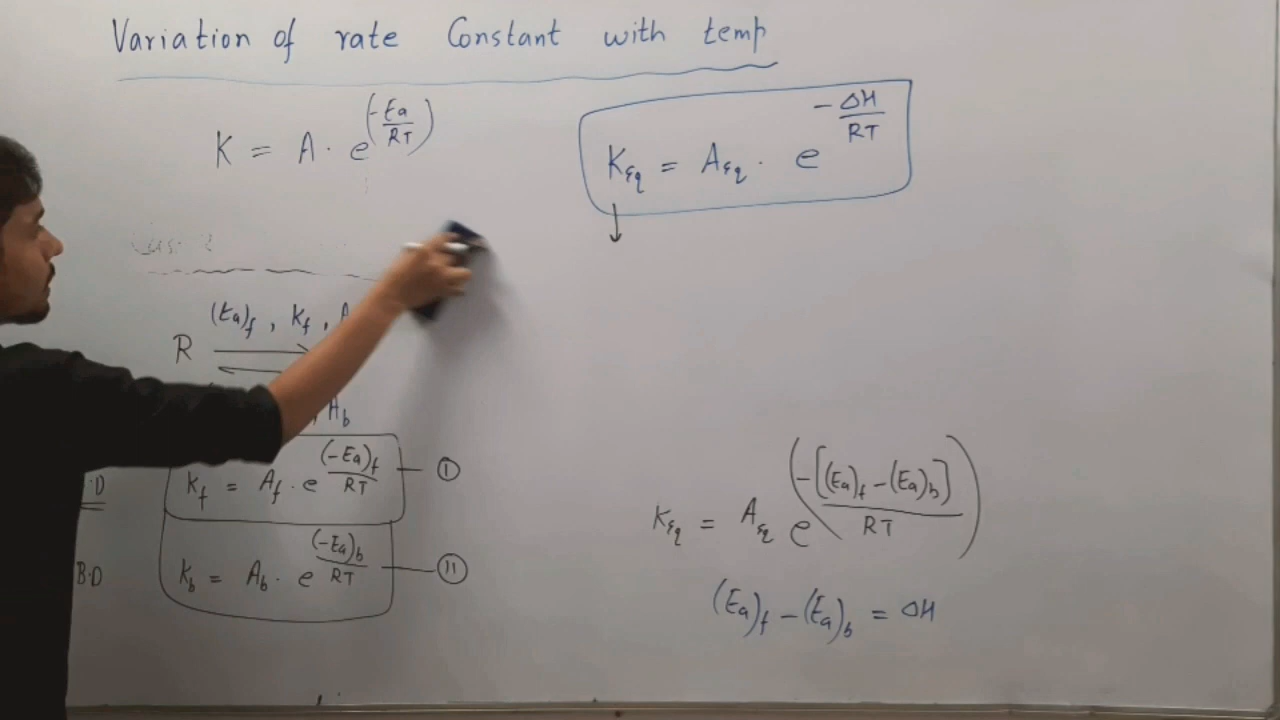 Variation of rate Constant with temp
K = A · e^(-Ea/RT)
K_Eq = A_Eq · e^(-ΔH/RT)
↓
(Ea)_f , K_f ,
R
A_b
K_f = A_f · e^((-Ea)_f/RT) — I
·D
K_b = A_b · e^((-Ea)_b/RT) — II
B·D
K_Eq = A_Eq e^(-[(Ea)_f - (Ea)_b]/RT)
(Ea)_f - (Ea)_b = ΔH